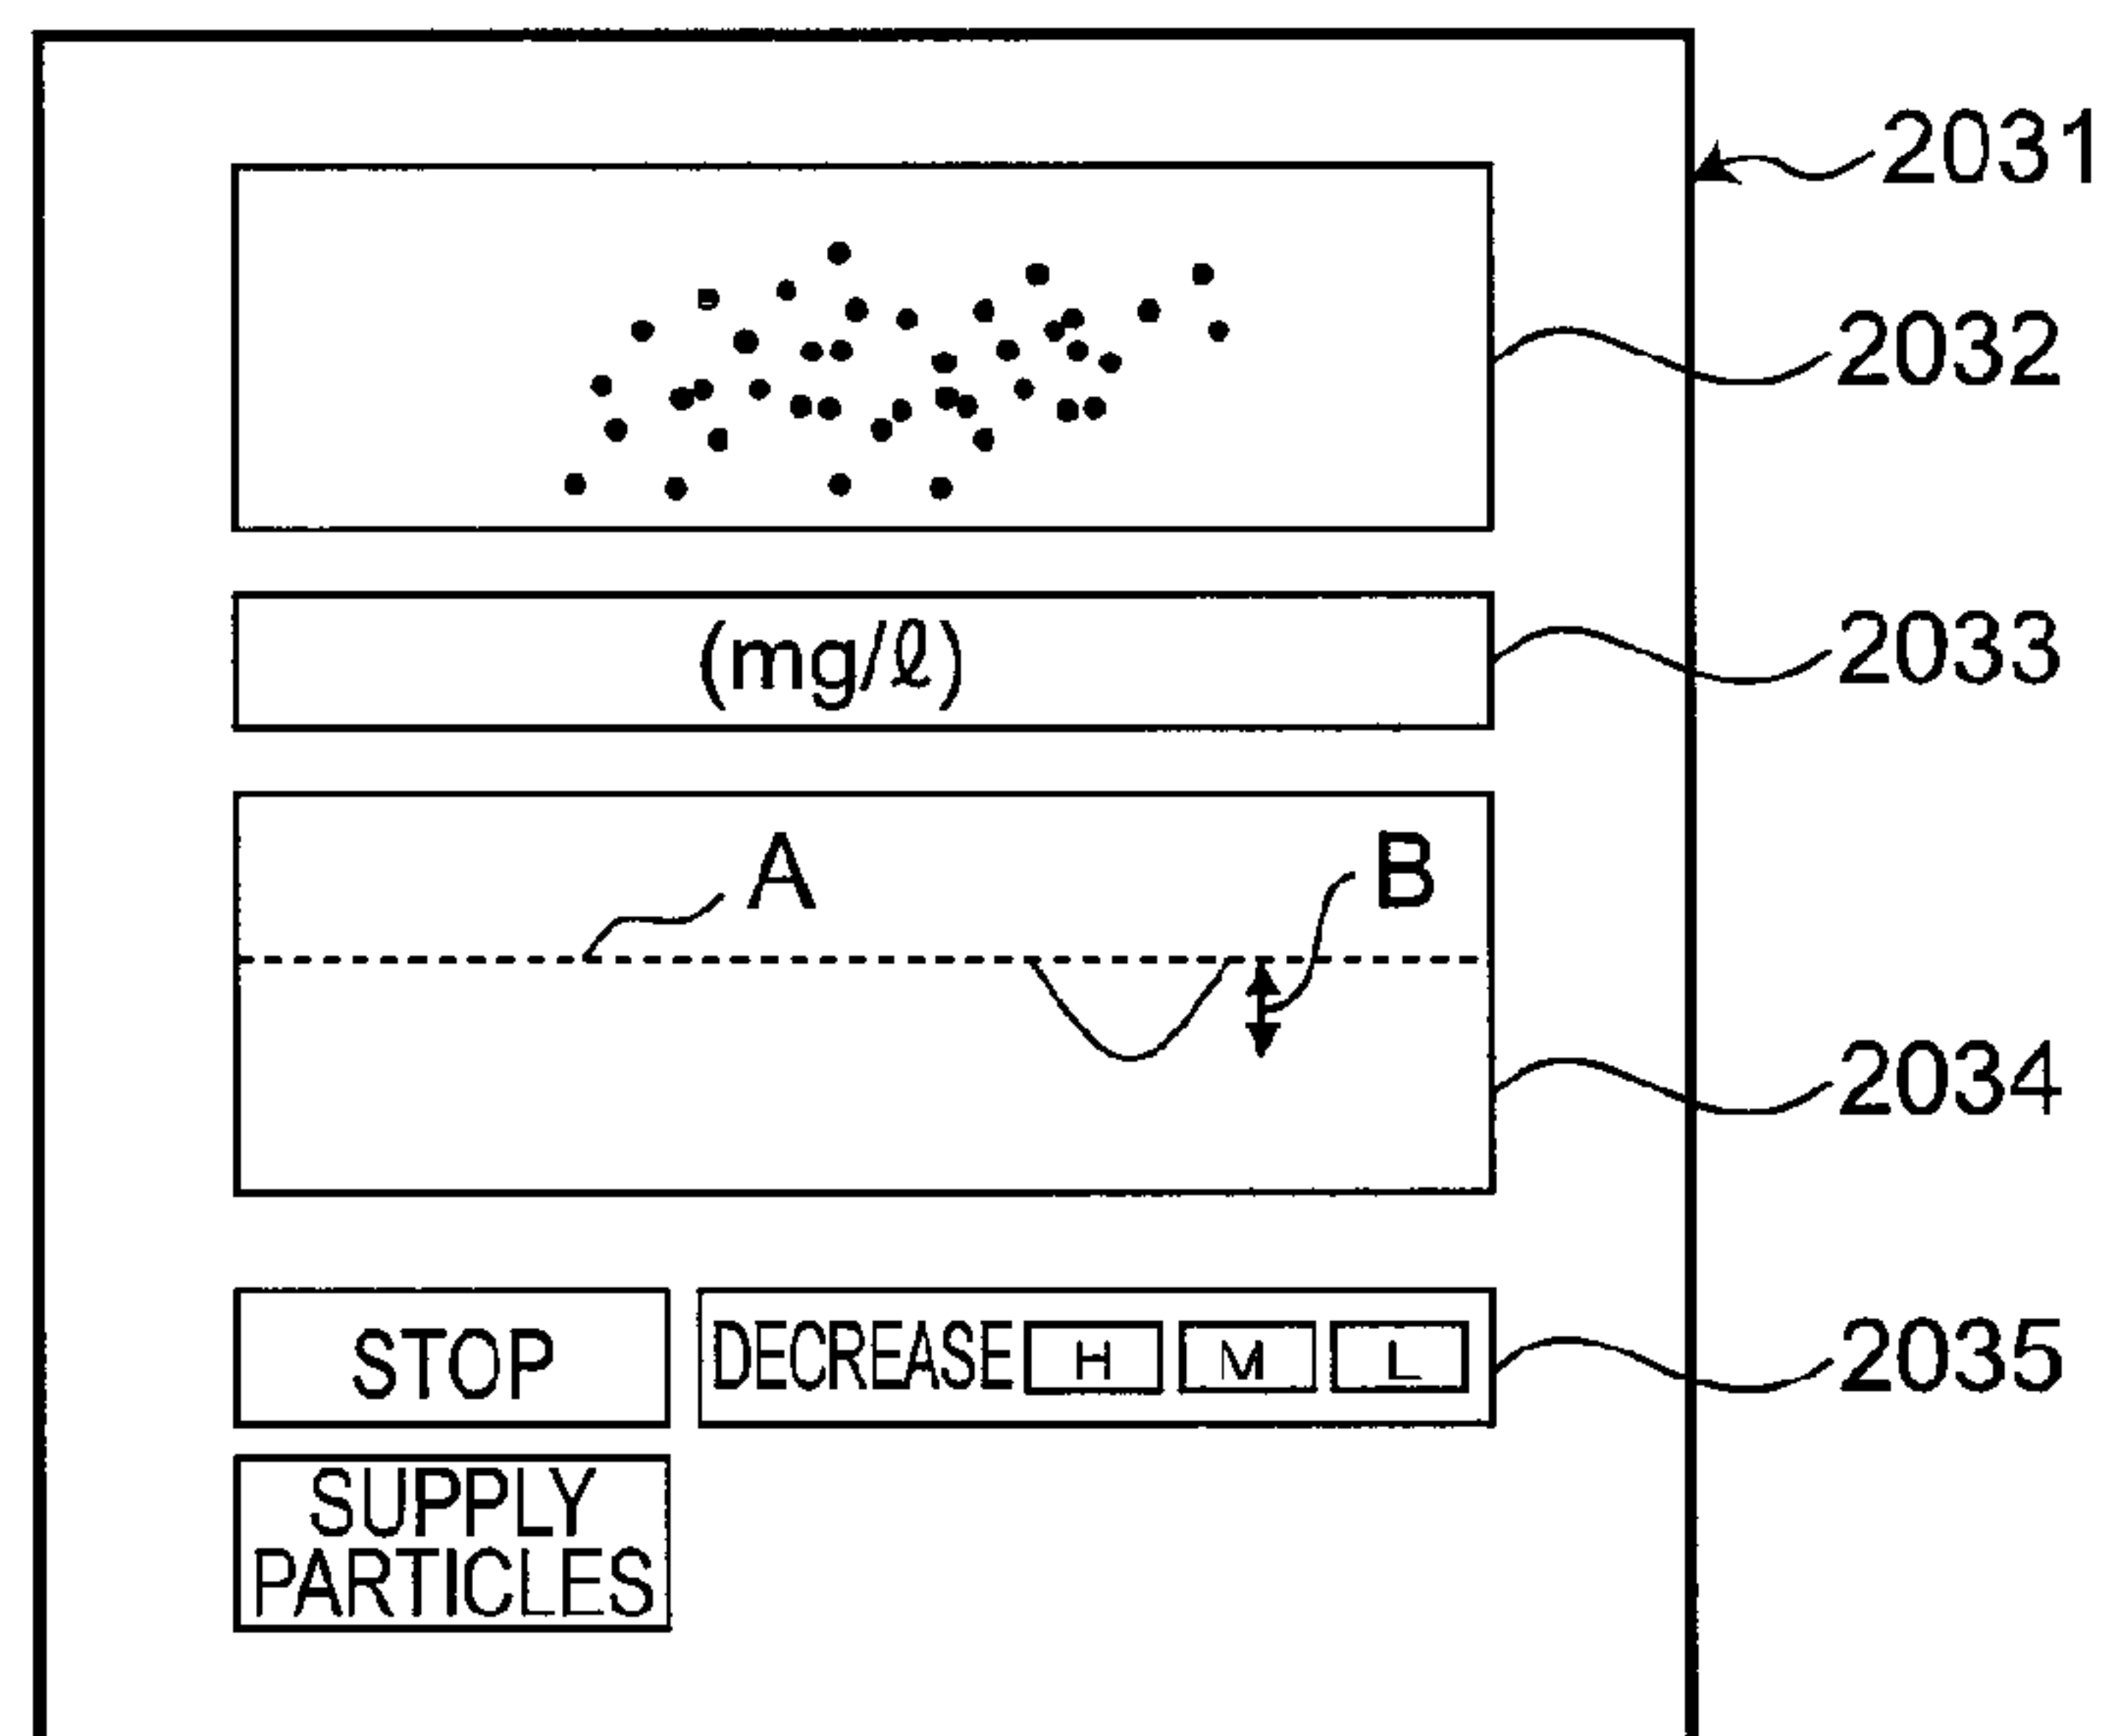 2031
2032
(mg/ℓ)
2033
A
B
2034
STOP
DECREASE H M L
2035
SUPPLY
PARTICLES